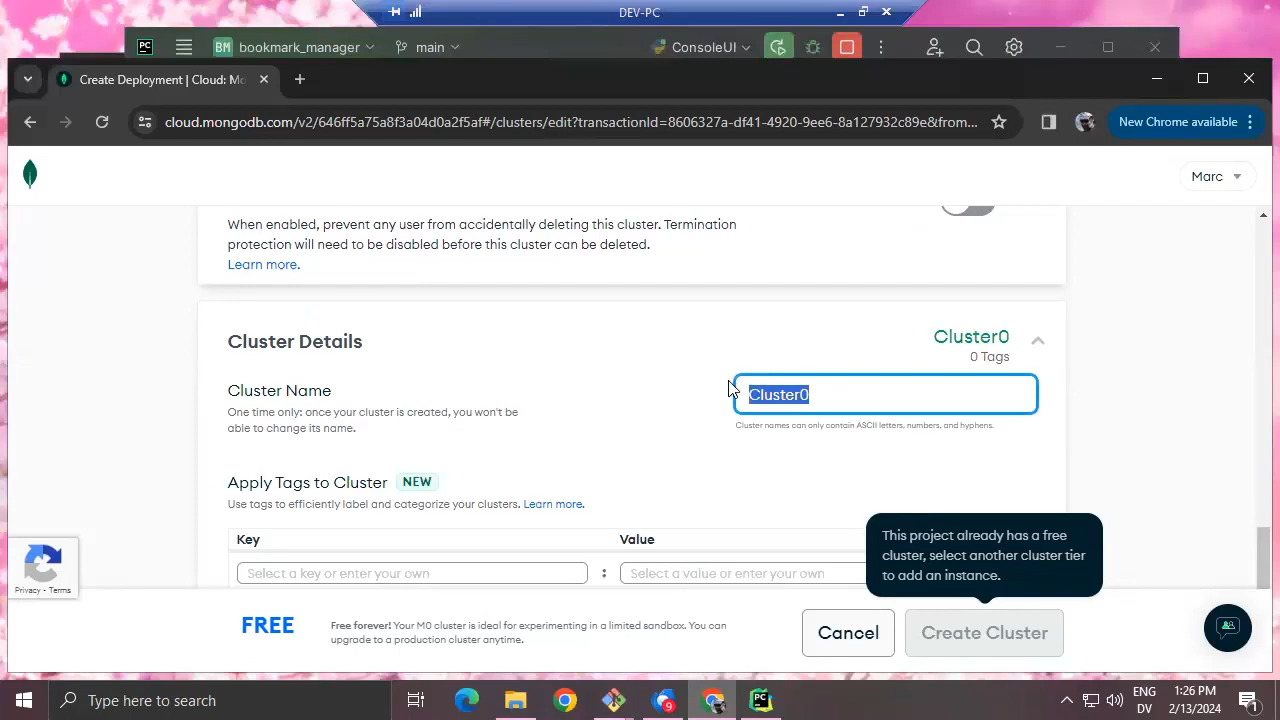 DEV-PC
PC
BM bookmark_manager
main
ConsoleUI
Create Deployment | Cloud: Mo
cloud.mongodb.com/v2/646ff5a75a8f3a04d0a2f5af#/clusters/edit?transactionId=8606327a-df41-4920-9ee6-8a127932c89e&from...
New Chrome available
Marc
When enabled, prevent any user from accidentally deleting this cluster. Termination
protection will need to be disabled before this cluster can be deleted.
Learn more.
Cluster Details
Cluster0
0 Tags
Cluster Name
One time only: once your cluster is created, you won't be
able to change its name.
Cluster0
Cluster names can only contain ASCII letters, numbers, and hyphens.
Apply Tags to Cluster NEW
Use tags to efficiently label and categorize your clusters. Learn more.
Key
Value
Select a key or enter your own
:
Select a value or enter your own
This project already has a free
cluster, select another cluster tier
to add an instance.
Privacy - Terms
FREE
Free forever! Your M0 cluster is ideal for experimenting in a limited sandbox. You can
upgrade to a production cluster anytime.
Cancel
Create Cluster
Type here to search
9
PC
ENG
DV
1:26 PM
2/13/2024
1